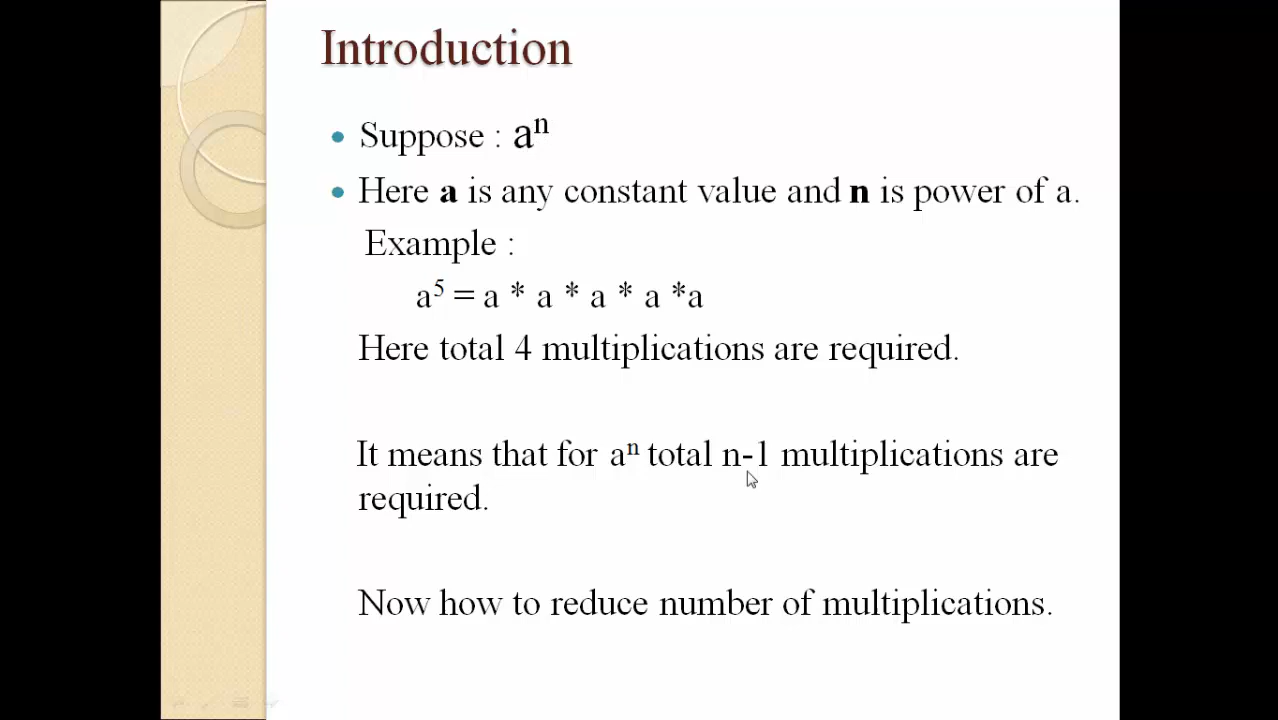 Introduction
Suppose : aⁿ
Here a is any constant value and n is power of a.
Example :
a⁵ = a * a * a * a *a
Here total 4 multiplications are required.
It means that for aⁿ total n-1 multiplications are
required.
Now how to reduce number of multiplications.